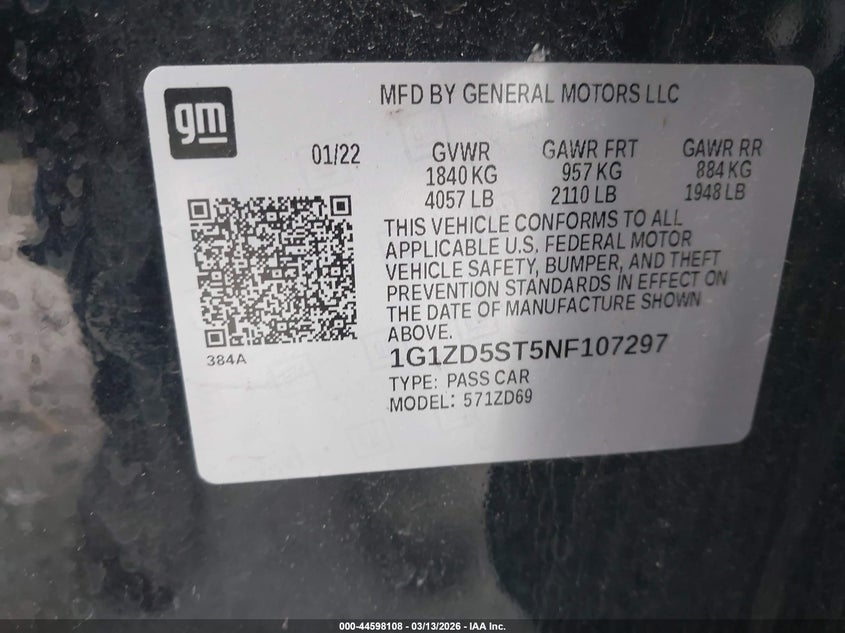 gm
MFD BY GENERAL MOTORS LLC
01/22
GVWR GAWR FRT GAWR RR
1840 KG 957 KG 884 KG
4057 LB 2110 LB 1948 LB
THIS VEHICLE CONFORMS TO ALL
APPLICABLE U.S. FEDERAL MOTOR
VEHICLE SAFETY, BUMPER, AND THEFT
PREVENTION STANDARDS IN EFFECT ON
THE DATE OF MANUFACTURE SHOWN
ABOVE.
384A
1G1ZD5ST5NF107297
TYPE: PASS CAR
MODEL: 571ZD69
000-44598108 - 03/13/2026 - IAA Inc.